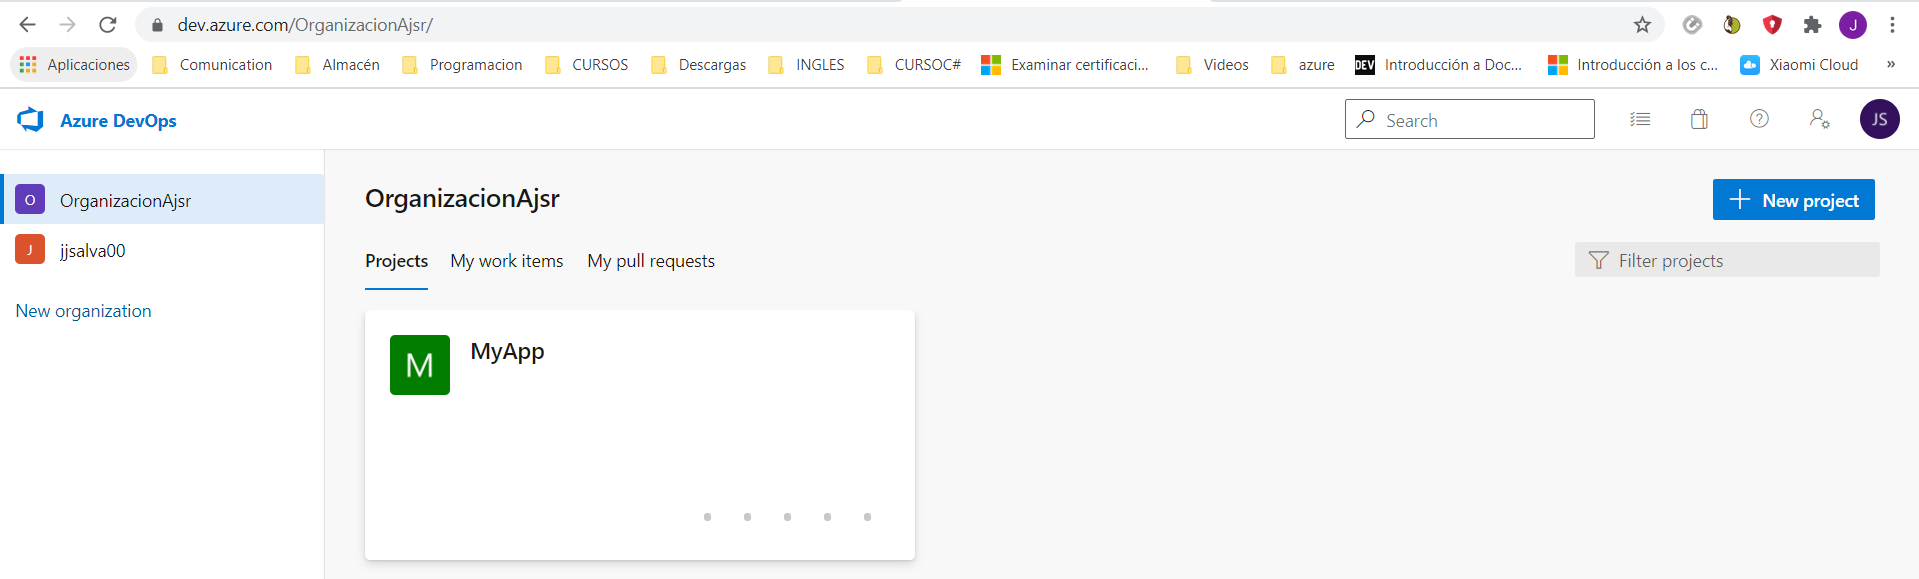 dev.azure.com/OrganizacionAjsr/
J
Aplicaciones Comunication Almacén Programacion CURSOS Descargas INGLES CURSOC# Examinar certificaci... Videos azure DEV Introducción a Doc... Introducción a los c... Xiaomi Cloud »
Azure DevOps
Search
JS
O OrganizacionAjsr
J jjsalva00
New organization
OrganizacionAjsr
New project
Projects My work items My pull requests
Filter projects
M MyApp